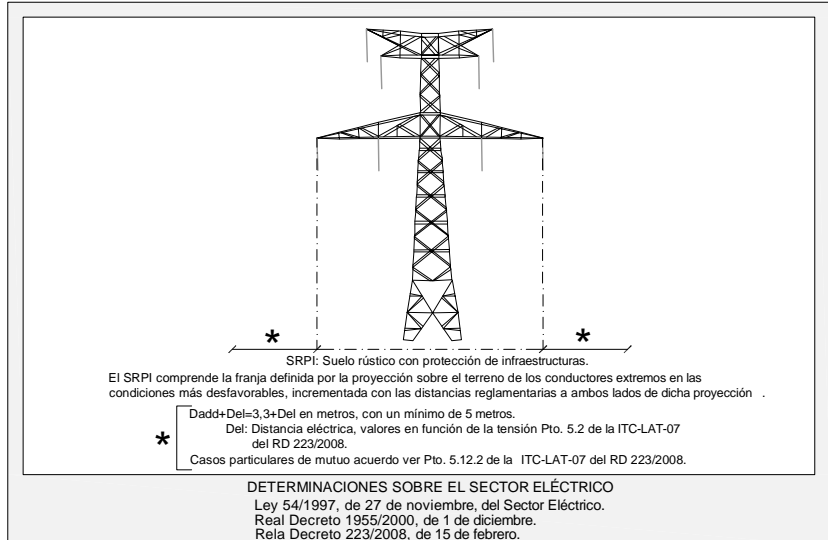 * *
SRPI: Suelo rústico con protección de infraestructuras.
El SRPI comprende la franja definida por la proyección sobre el terreno de los conductores extremos en las
condiciones más desfavorables, incrementada con las distancias reglamentarias a ambos lados de dicha proyección .
* Dadd+Del=3,3+Del en metros, con un mínimo de 5 metros.
Del: Distancia eléctrica, valores en función de la tensión Pto. 5.2 de la ITC-LAT-07
del RD 223/2008.
Casos particulares de mutuo acuerdo ver Pto. 5.12.2 de la ITC-LAT-07 del RD 223/2008.
DETERMINACIONES SOBRE EL SECTOR ELÉCTRICO
Ley 54/1997, de 27 de noviembre, del Sector Eléctrico.
Real Decreto 1955/2000, de 1 de diciembre.
Rela Decreto 223/2008, de 15 de febrero.